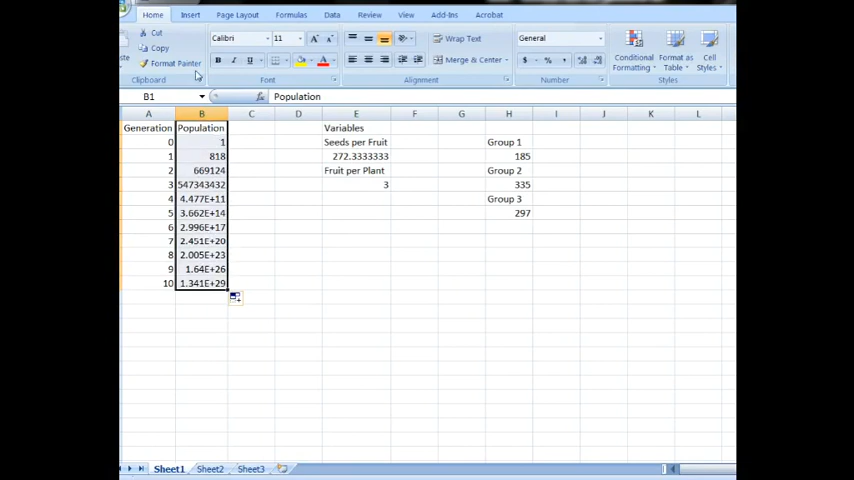 Home Insert Page Layout Formulas Data Review View Add-Ins Acrobat
Cut
Copy
Format Painter
Clipboard
Calibri 11
B I U
Font
Wrap Text
Merge & Center
Alignment
General
$ % ,
Number
Conditional Formatting
Format as Table
Cell Styles
Styles
B1 fx Population
A B C D E F G H I J K L
Generation Population Variables
0 1 Seeds per Fruit Group 1
1 818 272.3333333 185
2 669124 Fruit per Plant Group 2
3 547343432 3 335
4 4.477E+11 Group 3
5 3.662E+14 297
6 2.996E+17
7 2.451E+20
8 2.005E+23
9 1.64E+26
10 1.341E+29
Sheet1 Sheet2 Sheet3